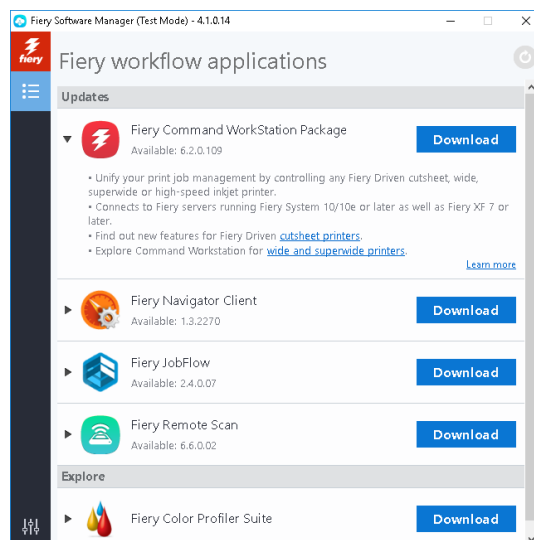 Fiery Software Manager (Test Mode) - 4.1.0.14
fiery
Fiery workflow applications
Updates
Fiery Command WorkStation Package
Available: 6.2.0.109
Download
• Unify your print job management by controlling any Fiery Driven cutsheet, wide,
superwide or high-speed inkjet printer.
• Connects to Fiery servers running Fiery System 10/10e or later as well as Fiery XF 7 or
later.
• Find out new features for Fiery Driven cutsheet printers.
• Explore Command Workstation for wide and superwide printers.
Learn more
Fiery Navigator Client
Available: 1.3.2270
Download
Fiery JobFlow
Available: 2.4.0.07
Download
Fiery Remote Scan
Available: 6.6.0.02
Download
Explore
Fiery Color Profiler Suite
Download